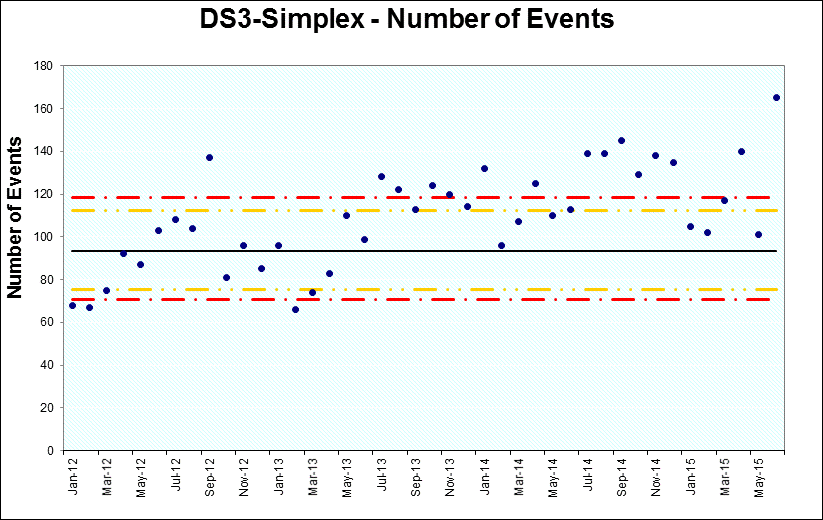 DS3-Simplex - Number of Events
Number of Events
180
160
140
120
100
80
60
40
20
0
Jan-12
Mar-12
May-12
Jul-12
Sep-12
Nov-12
Jan-13
Mar-13
May-13
Jul-13
Sep-13
Nov-13
Jan-14
Mar-14
May-14
Jul-14
Sep-14
Nov-14
Jan-15
Mar-15
May-15